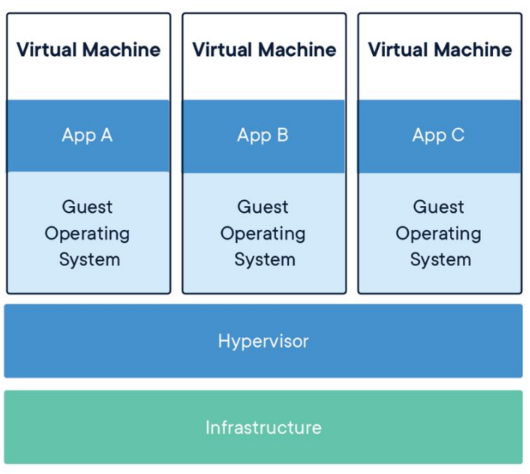 Virtual Machine
Virtual Machine
Virtual Machine
App A
App B
App C
Guest
Operating
System
Guest
Operating
System
Guest
Operating
System
Hypervisor
Infrastructure